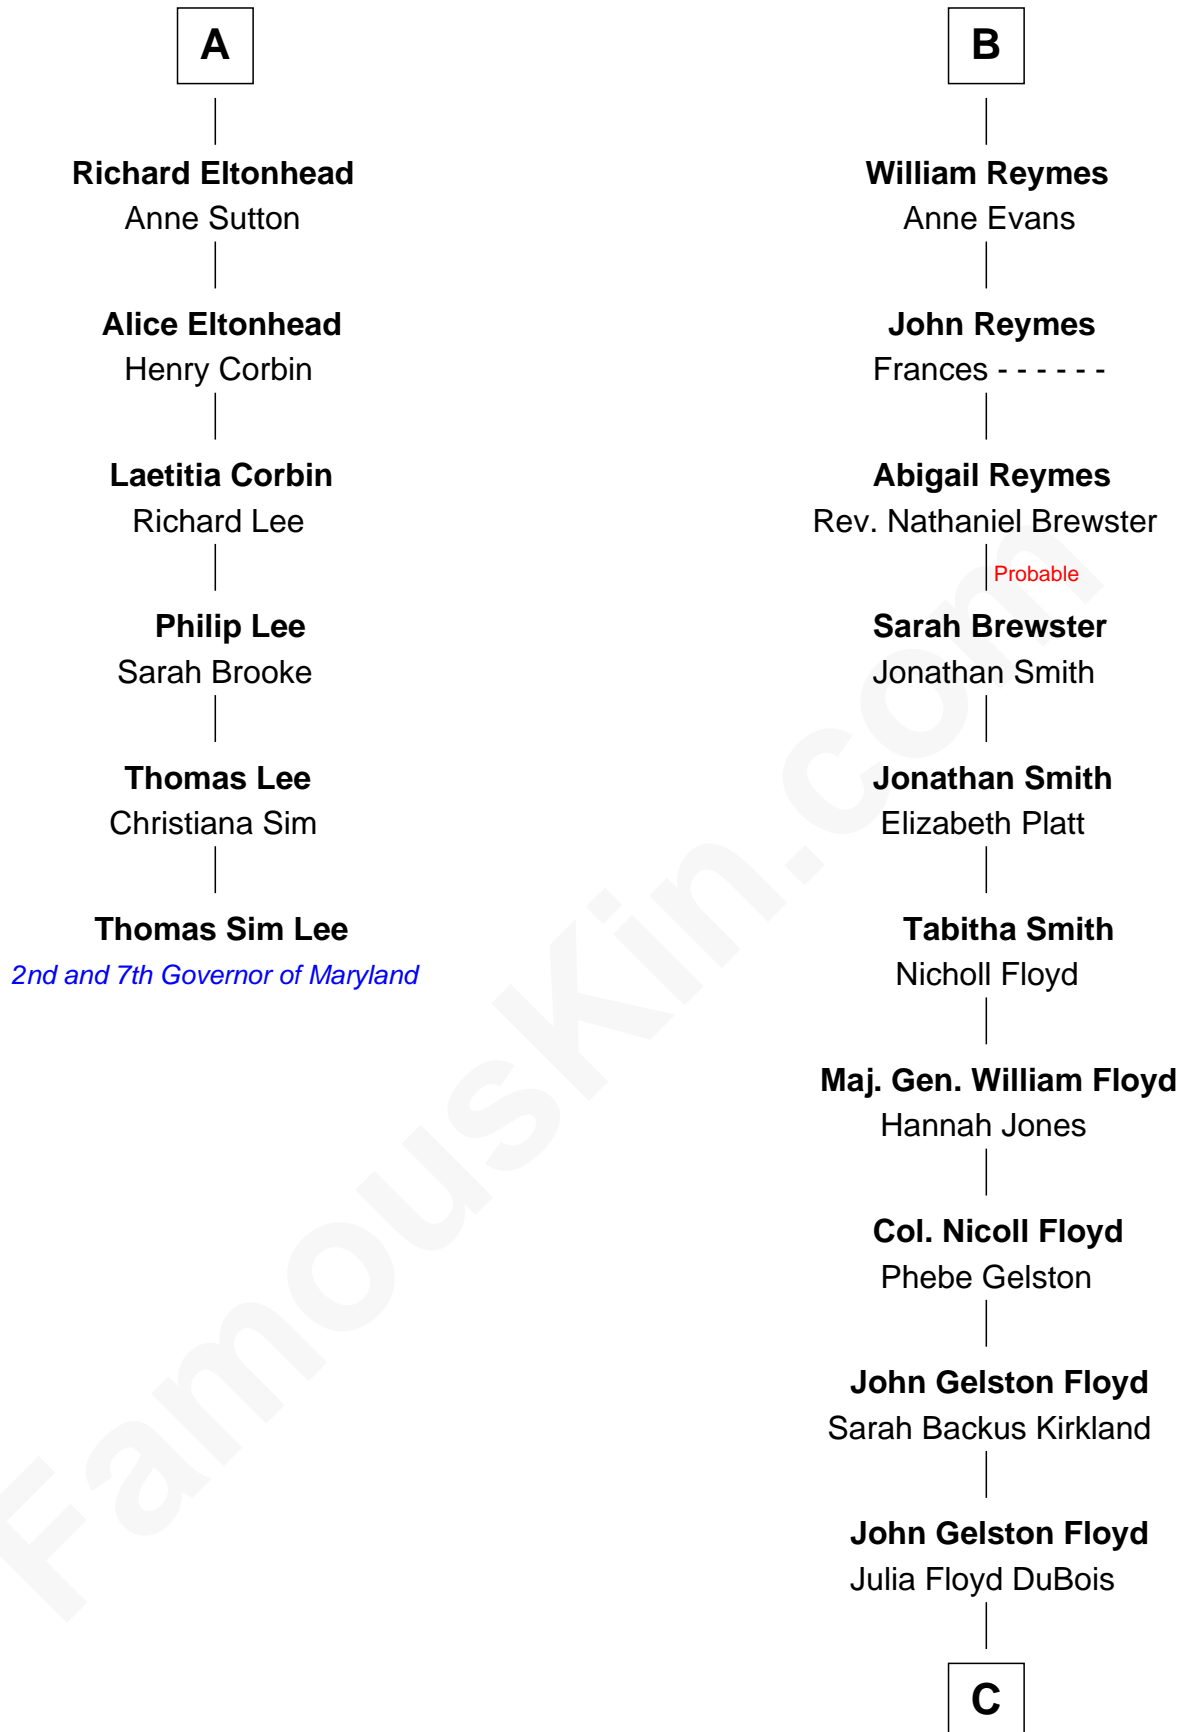 A
Richard Eltonhead
Anne Sutton
Alice Eltonhead
Henry Corbin
Laetitia Corbin
Richard Lee
Philip Lee
Sarah Brooke
Thomas Lee
Christiana Sim
Thomas Sim Lee
2nd and 7th Governor of Maryland
B
William Reymes
Anne Evans
John Reymes
Frances - - - - - -
Abigail Reymes
Rev. Nathaniel Brewster
Probable
Sarah Brewster
Jonathan Smith
Jonathan Smith
Elizabeth Platt
Tabitha Smith
Nicholl Floyd
Maj. Gen. William Floyd
Hannah Jones
Col. Nicoll Floyd
Phebe Gelston
John Gelston Floyd
Sarah Backus Kirkland
John Gelston Floyd
Julia Floyd DuBois
C
FamousKin.com